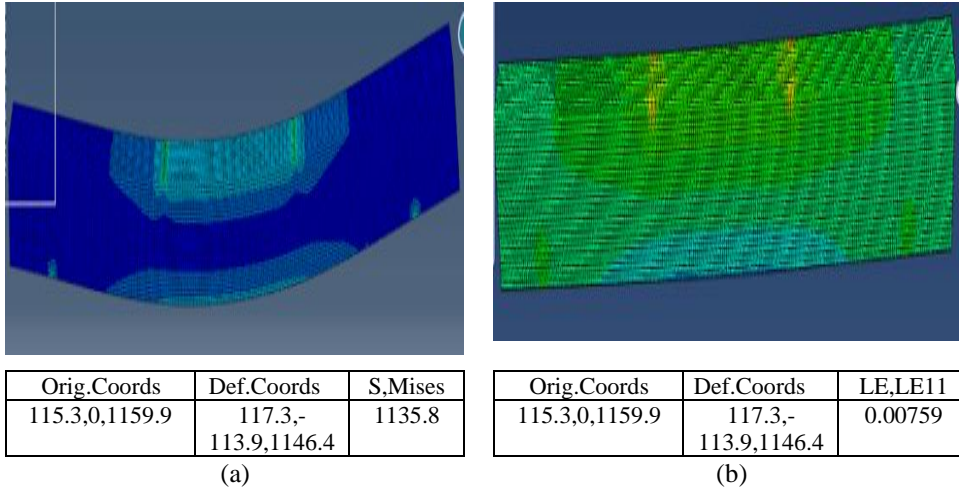 Orig.Coords Def.Coords S,Mises
115.3,0,1159.9 117.3,- 1135.8
113.9,1146.4
(a)
Orig.Coords Def.Coords LE,LE11
115.3,0,1159.9 117.3,- 0.00759
113.9,1146.4
(b)